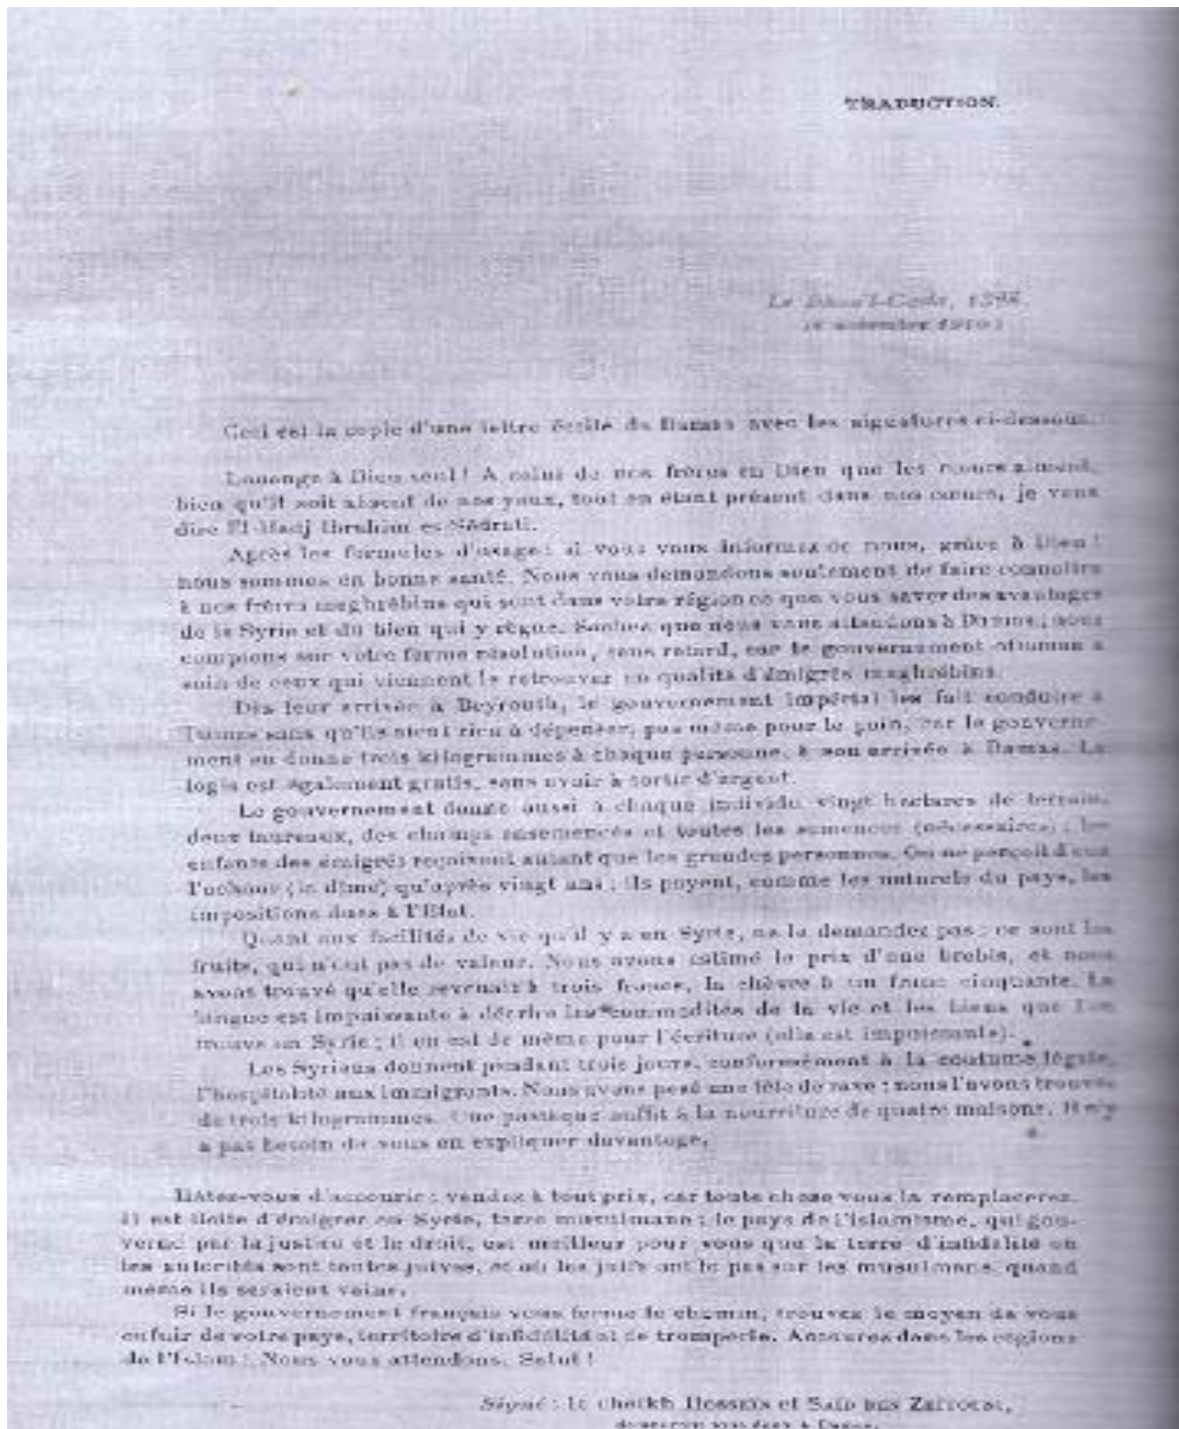 TRADUCTION.
Ceci est la copie d'une lettre écrite de Damas avec les signatures ci-dessous.
Louange à Dieu seul! A celui de nos frères en Dieu que les cœurs aiment,
bien qu'il soit absent de nos yeux, tout en étant présent dans nos cœurs, je veux
dire El-Hadj Ibrahim es-Sédrati.
Après les formules d'usage: si vous vous informez de nous, grâce à Dieu!
nous sommes en bonne santé. Nous vous demandons seulement de faire connaître
à nos frères maghrébins qui sont dans votre région ce que vous savez des avantages
de la Syrie et du bien qui y règne. Sachez que nous vous attendons à Damas; nous
comptons sur votre ferme résolution, sans retard, car le gouvernement ottoman a
soin de ceux qui viennent le retrouver en qualité d'émigrés maghrébins.
Dès leur arrivée à Beyrouth, le gouvernement impérial les fait conduire à
Damas sans qu'ils aient rien à dépenser, pas même pour le pain, car le gouverne-
ment en donne trois kilogrammes à chaque personne, à son arrivée à Damas. Le
logis est également gratis, sans avoir à sortir d'argent.
Le gouvernement donne aussi à chaque individu vingt hectares de terrain,
deux taureaux, des champs ensemencés et toutes les semences (nécessaires); les
enfants des émigrés reçoivent autant que les grandes personnes. On ne perçoit d'eux
l'achour (la dîme) qu'après vingt ans; ils payent, comme les naturels du pays, les
impositions dues à l'Etat.
Quant aux facilités de vie qu'il y a en Syrie, ne le demandez pas: ce sont les
fruits, qui n'ont pas de valeur. Nous avons estimé le prix d'une brebis, et nous
avons trouvé qu'elle revenait à trois francs, la chèvre à un franc cinquante. La
langue est impuissante à décrire les commodités de la vie et les biens que l'on
trouve en Syrie; il en est de même pour l'écriture (elle est impuissante).
Les Syriens donnent pendant trois jours, conformément à la coutume légale,
l'hospitalité aux immigrants. Nous avons pesé une tête de rave: nous l'avons trouvée
de trois kilogrammes. Une pastèque suffit à la nourriture de quatre maisons. Il n'y
a pas besoin de vous en expliquer davantage.
Hâtez-vous d'accourir; vendez à tout prix, car toute chose vous la remplacerez.
Il est licite d'émigrer en Syrie, terre musulmane; le pays de l'islamisme, qui gou-
verne par la justice et le droit, est meilleur pour vous que la terre d'infidélité où
les autorités sont toutes juives, et où les juifs ont le pas sur les musulmans, quand
même ils seraient
Si le gouvernement français vous ferme le chemin, trouvez le moyen de vous
enfuir de votre pays, territoire d'infidélité et de tromperie. Accourez dans les régions
de l'Islam! Nous vous attendons. Salut!
Signé: le cheikh Hossein et Saïd ben